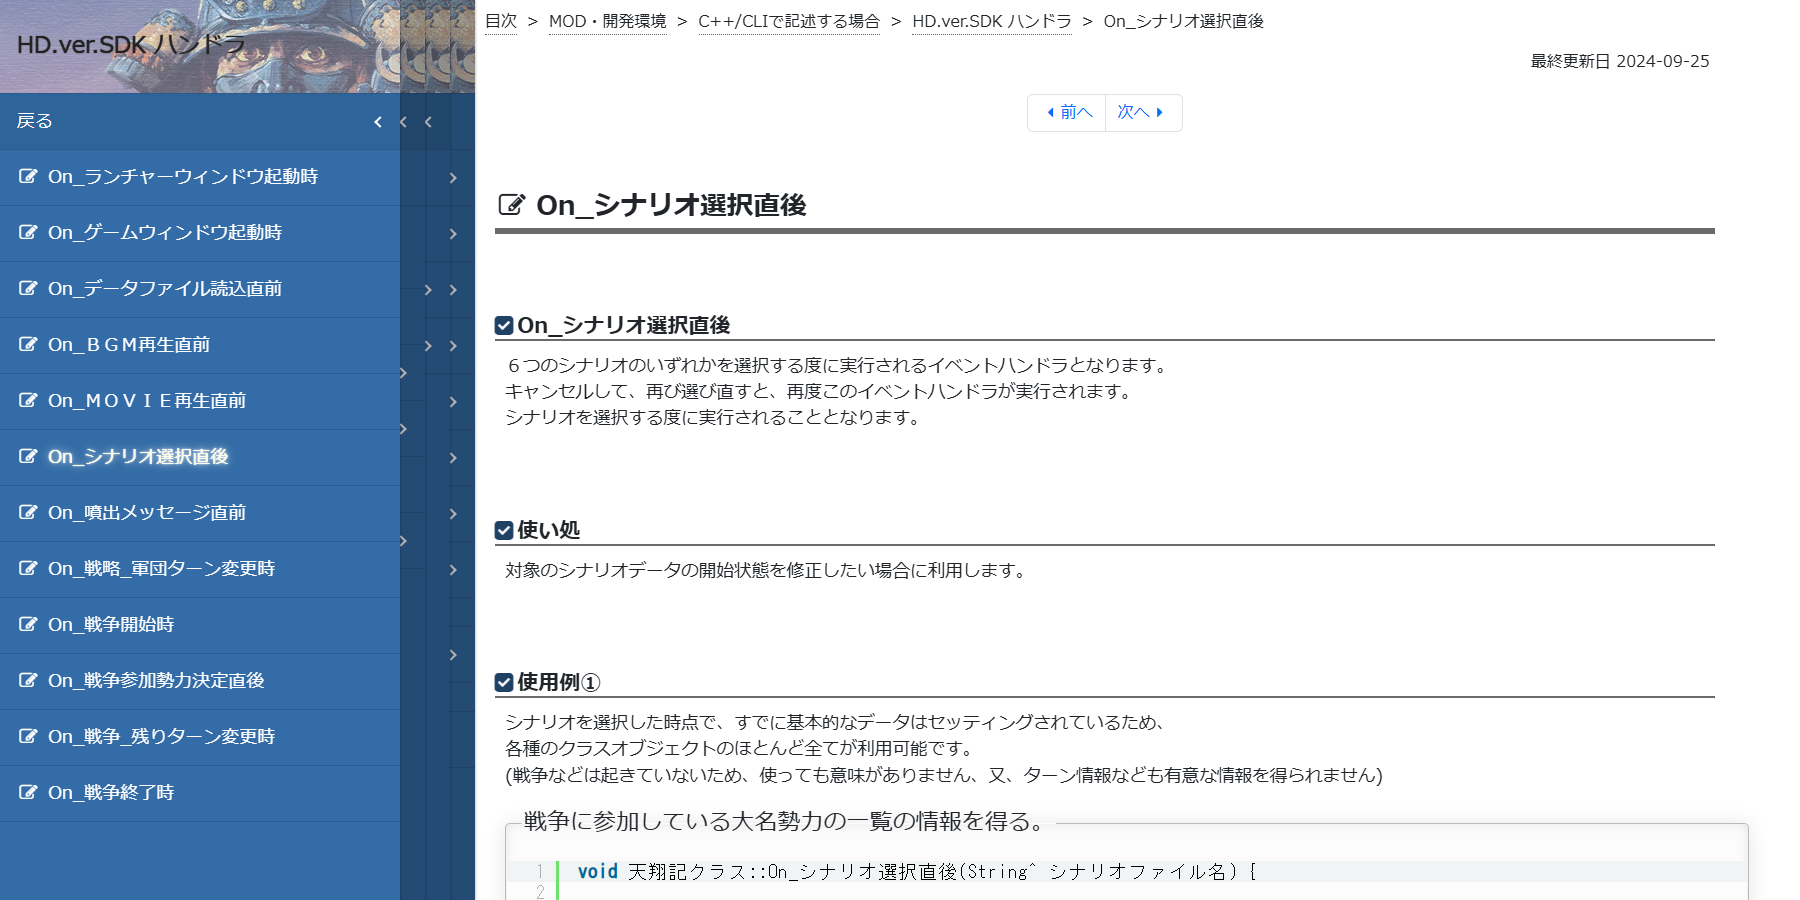 HD.ver.SDK ハンドラ
戻る
On_ランチャーウィンドウ起動時
On_ゲームウィンドウ起動時
On_データファイル読込直前
On_ＢＧＭ再生直前
On_ＭＯＶＩＥ再生直前
On_シナリオ選択直後
On_噴出メッセージ直前
On_戦略_軍団ターン変更時
On_戦争開始時
On_戦争参加勢力決定直後
On_戦争_残りターン変更時
On_戦争終了時
目次 > MOD・開発環境 > C++/CLIで記述する場合 > HD.ver.SDK ハンドラ > On_シナリオ選択直後
最終更新日 2024-09-25
前へ 次へ
On_シナリオ選択直後
On_シナリオ選択直後
６つのシナリオのいずれかを選択する度に実行されるイベントハンドラとなります。
キャンセルして、再び選び直すと、再度このイベントハンドラが実行されます。
シナリオを選択する度に実行されることとなります。
使い処
対象のシナリオデータの開始状態を修正したい場合に利用します。
使用例①
シナリオを選択した時点で、すでに基本的なデータはセッティングされているため、
各種のクラスオブジェクトのほとんど全てが利用可能です。
(戦争などは起きていないため、使っても意味がありません、又、ターン情報なども有意な情報を得られません)
戦争に参加している大名勢力の一覧の情報を得る。
1 void 天翔記クラス::On_シナリオ選択直後(String^ シナリオファイル名) {
2